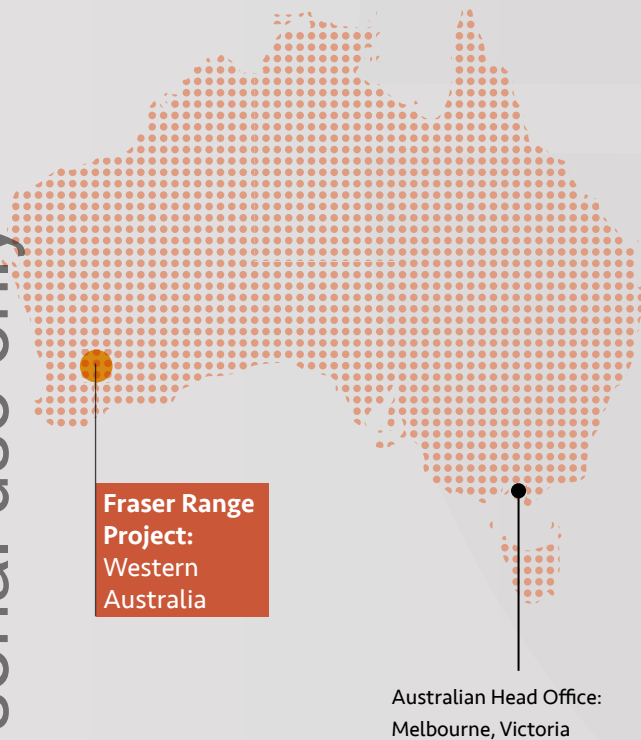 Fraser Range
Project:
Western
Australia
Australian Head Office:
Melbourne, Victoria